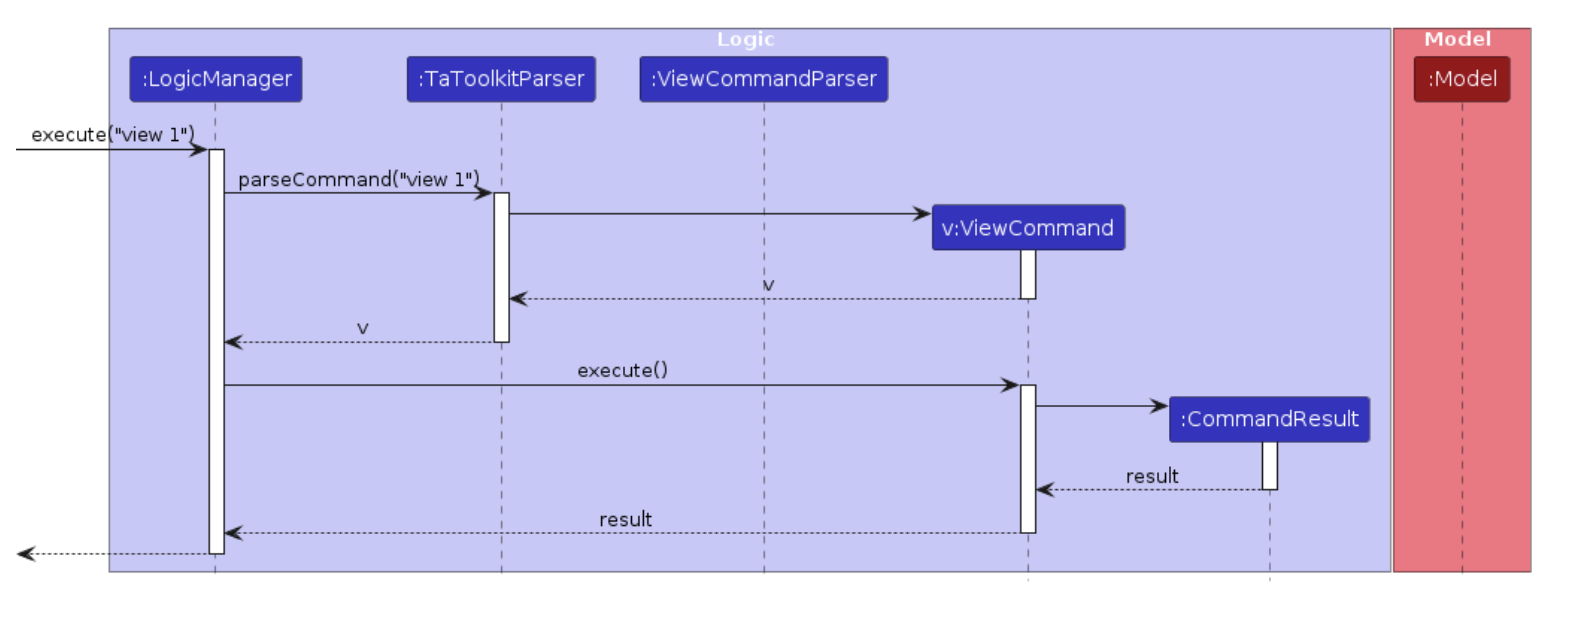 Logic
Model
:LogicManager
:TaToolkitParser
:ViewCommandParser
:Model
execute("view 1")
parseCommand("view 1")
v:ViewCommand
v
v
execute()
:CommandResult
result
result